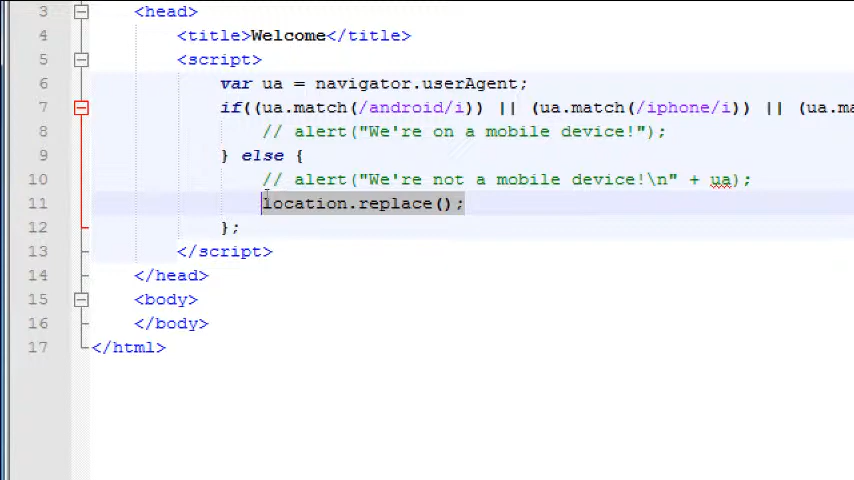 3 <head>
4 <title>Welcome</title>
5 <script>
6 var ua = navigator.userAgent;
7 if((ua.match(/android/i)) || (ua.match(/iphone/i)) || (ua.ma
8 // alert("We're on a mobile device!");
9 } else {
10 // alert("We're not a mobile device!\n" + ua);
11 location.replace();
12 };
13 </script>
14 </head>
15 <body>
16 </body>
17 </html>